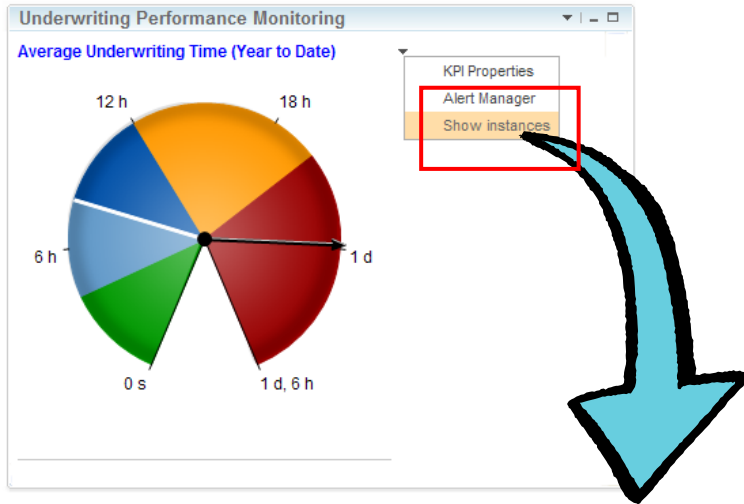 Underwriting Performance Monitoring
Average Underwriting Time (Year to Date)
KPI Properties
Alert Manager
Show instances
12 h
18 h
6 h
1 d
0 s
1 d, 6 h